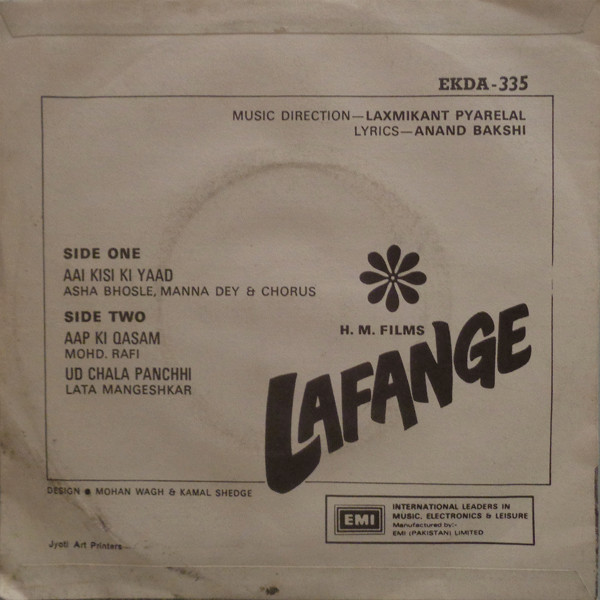 EKDA-335
MUSIC DIRECTION—LAXMIKANT PYARELAL
LYRICS—ANAND BAKSHI
SIDE ONE
AAI KISI KI YAAD
ASHA BHOSLE, MANNA DEY & CHORUS
SIDE TWO
AAP KI QASAM
MOHD. RAFI
UD CHALA PANCHHI
LATA MANGESHKAR
H. M. FILMS
LAFANGE
DESIGN ● MOHAN WAGH & KAMAL SHEDGE
EMI
INTERNATIONAL LEADERS IN
MUSIC, ELECTRONICS & LEISURE
Manufactured by:-
EMI (PAKISTAN) LIMITED
Jyoti Art Printers